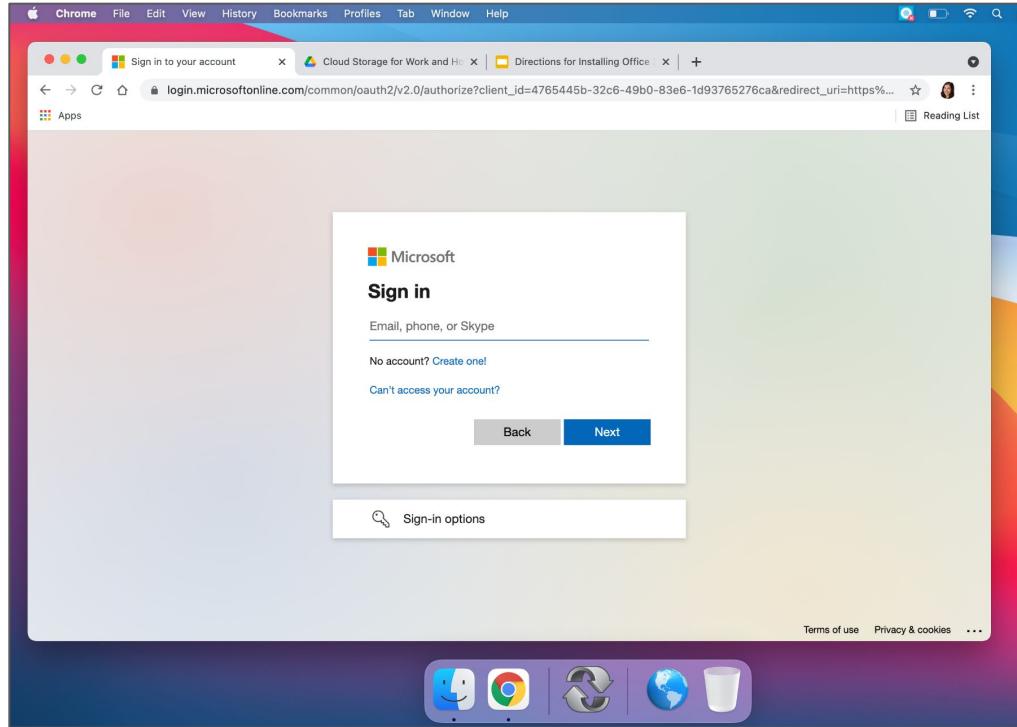 Chrome File Edit View History Bookmarks Profiles Tab Window Help
Sign in to your account Cloud Storage for Work and Ho Directions for Installing Office
login.microsoftonline.com/common/oauth2/v2.0/authorize?client_id=4765445b-32c6-49b0-83e6-1d93765276ca&redirect_uri=https%...
Apps Reading List
Microsoft
Sign in
Email, phone, or Skype
No account? Create one!
Can't access your account?
Back Next
Sign-in options
Terms of use Privacy & cookies ...